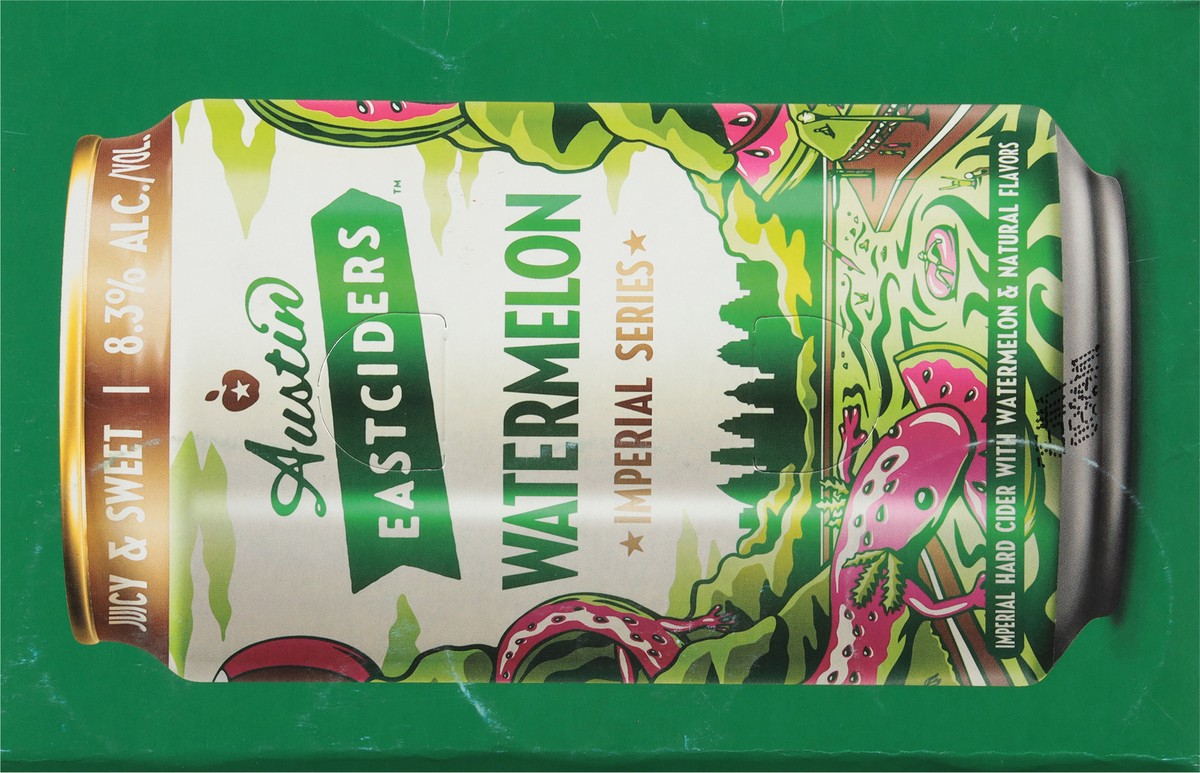 JUICY & SWEET | 8.3% ALC./VOL.
Austin
EASTCIDERS™
WATERMELON
★ IMPERIAL SERIES ★
IMPERIAL HARD CIDER WITH WATERMELON & NATURAL FLAVORS